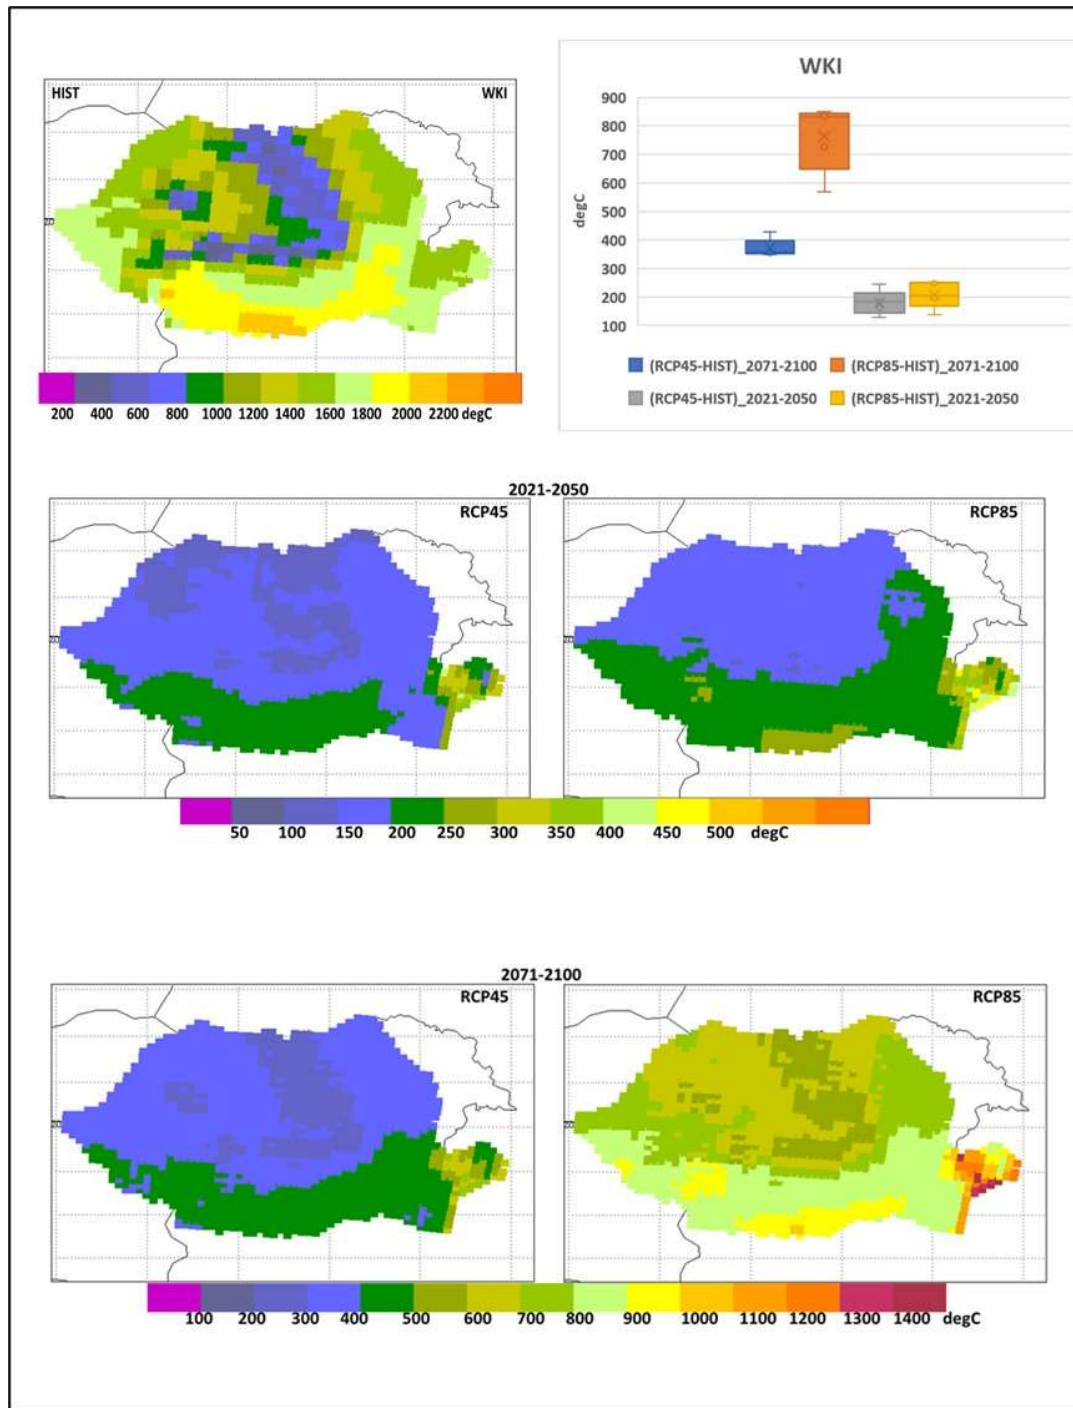 HIST WKI
200 400 600 800 1000 1200 1400 1600 1800 2000 2200 degC
WKI
900
800
700
600
500
400
300
200
100
degC
(RCP45-HIST)_2071-2100 (RCP85-HIST)_2071-2100
(RCP45-HIST)_2021-2050 (RCP85-HIST)_2021-2050
2021-2050
RCP45 RCP85
50 100 150 200 250 300 350 400 450 500 degC
2071-2100
RCP45 RCP85
100 200 300 400 500 600 700 800 900 1000 1100 1200 1300 1400 degC